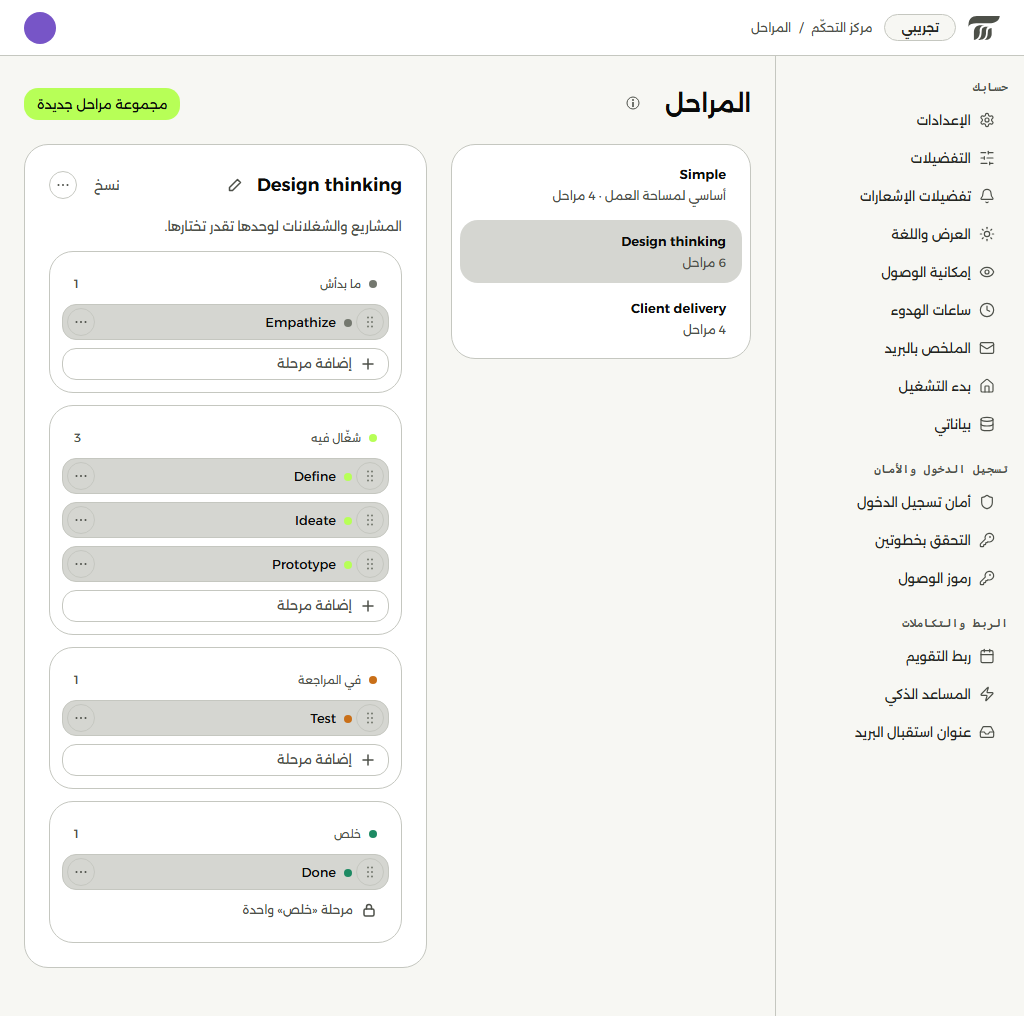 تجريبي
مركز التحكّم / المراحل
حسابك
الإعدادات
التفضيلات
تفضيلات الإشعارات
العرض واللغة
إمكانية الوصول
ساعات الهدوء
الملخص بالبريد
بدء التشغيل
بياناتي
تسجيل الدخول والأمان
أمان تسجيل الدخول
التحقق بخطوتين
رموز الوصول
الربط والتكاملات
ربط التقويم
المساعد الذكي
عنوان استقبال البريد
المراحل
مجموعة مراحل جديدة
Simple
أساسي لمساحة العمل · 4 مراحل
Design thinking
6 مراحل
Client delivery
4 مراحل
Design thinking
نسخ
المشاريع والشغلانات لوحدها تقدر تختارها.
ما بدأش 1
Empathize
إضافة مرحلة
شغّال فيه 3
Define
Ideate
Prototype
إضافة مرحلة
في المراجعة 1
Test
إضافة مرحلة
خلص 1
Done
مرحلة «خلص» واحدة